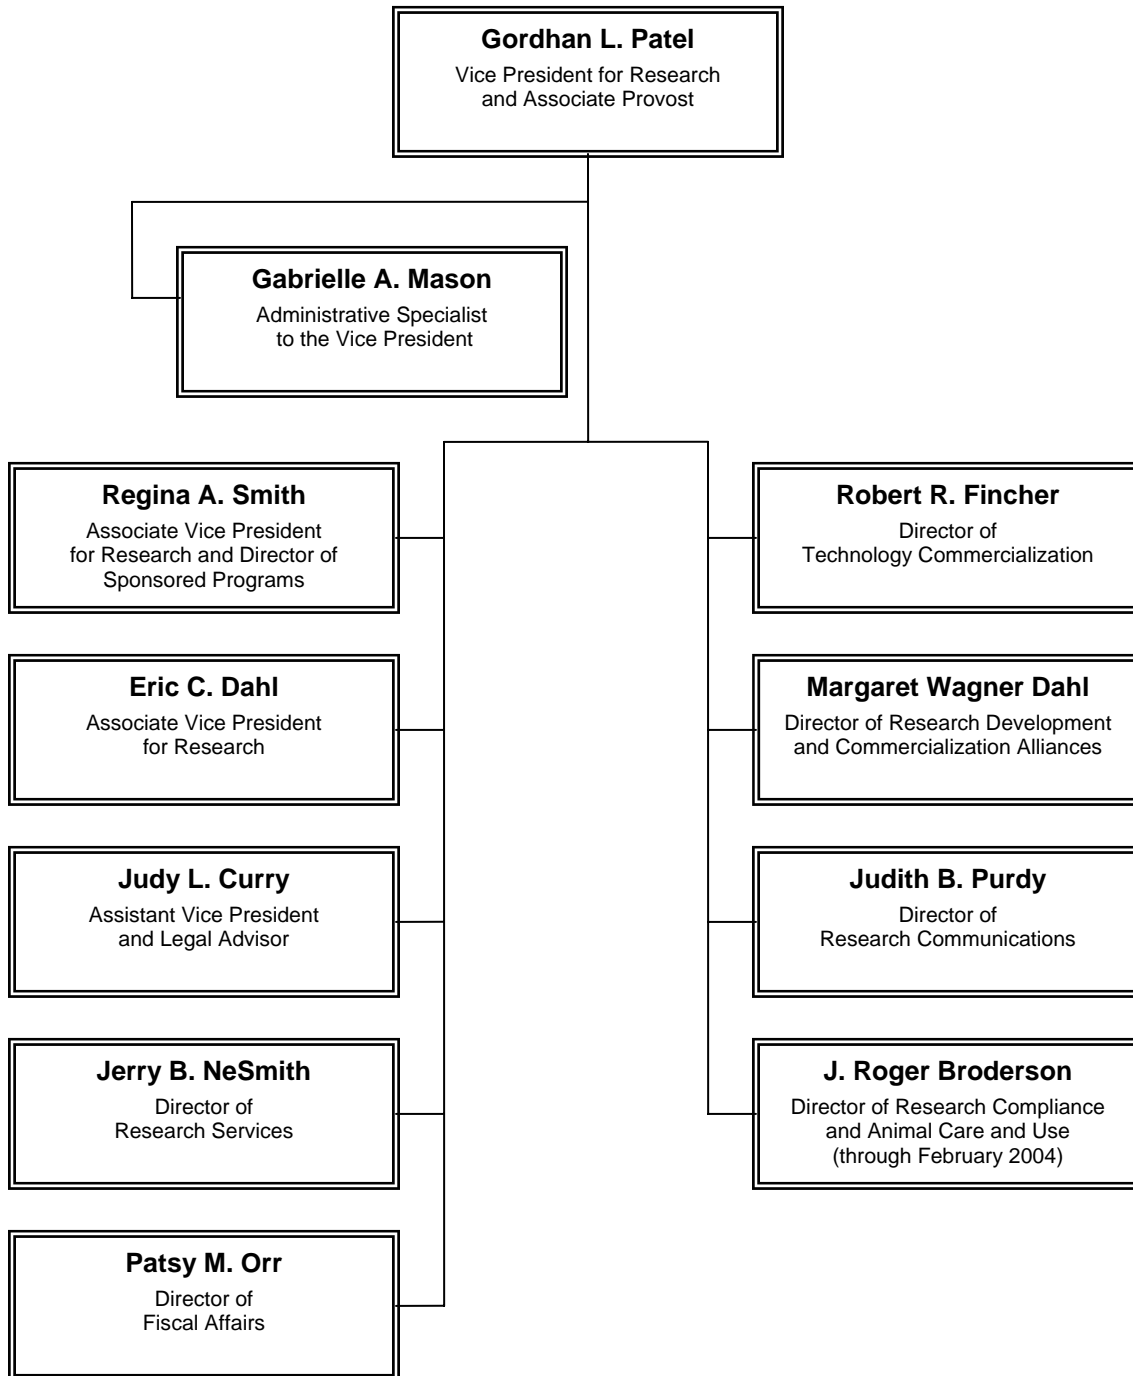 Gordhan L. Patel
Vice President for Research
and Associate Provost
Gabrielle A. Mason
Administrative Specialist
to the Vice President
Regina A. Smith
Associate Vice President
for Research and Director of
Sponsored Programs
Eric C. Dahl
Associate Vice President
for Research
Judy L. Curry
Assistant Vice President
and Legal Advisor
Jerry B. NeSmith
Director of
Research Services
Patsy M. Orr
Director of
Fiscal Affairs
Robert R. Fincher
Director of
Technology Commercialization
Margaret Wagner Dahl
Director of Research Development
and Commercialization Alliances
Judith B. Purdy
Director of
Research Communications
J. Roger Broderson
Director of Research Compliance
and Animal Care and Use
(through February 2004)